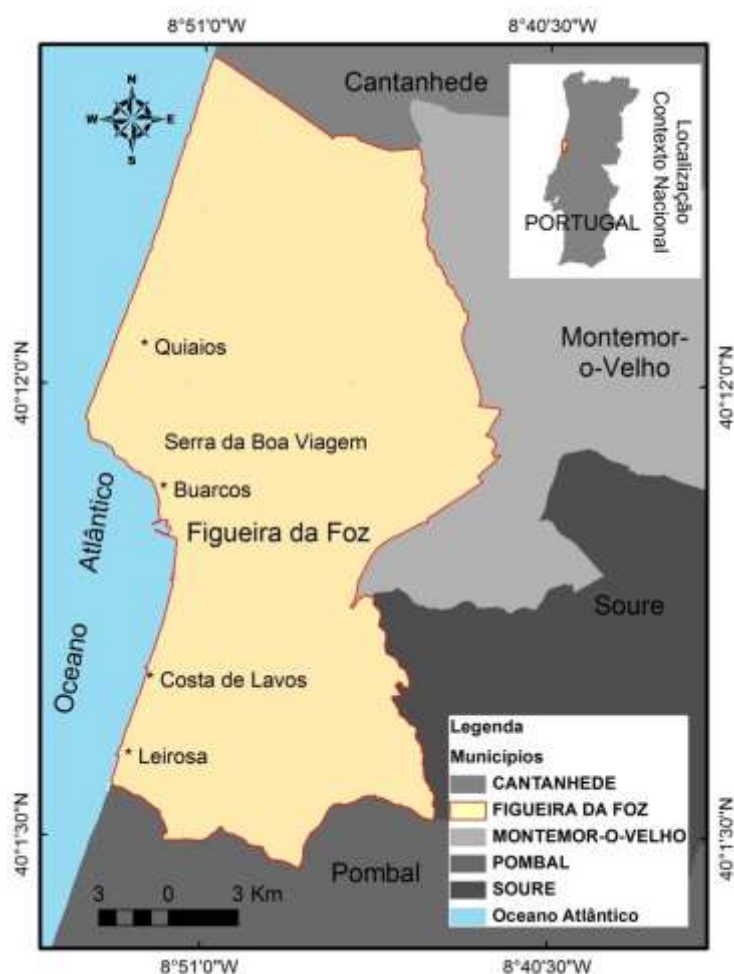 8°51'0"W
8°40'30"W
N
W
E
S
Cantanhede
PORTUGAL
Localização
Contexto Nacional
Montemor-
o-Velho
* Quiaios
40°12'0"N
40°12'0"N
Serra da Boa Viagem
* Buarcos
Figueira da Foz
Oceano Atlântico
Soure
* Costa de Lavos
* Leirosa
Legenda
Municípios
CANTANHEDE
FIGUEIRA DA FOZ
MONTEMOR-O-VELHO
POMBAL
SOURE
Oceano Atlântico
40°1'30"N
40°1'30"N
Pombal
3 0 3 Km
8°51'0"W
8°40'30"W